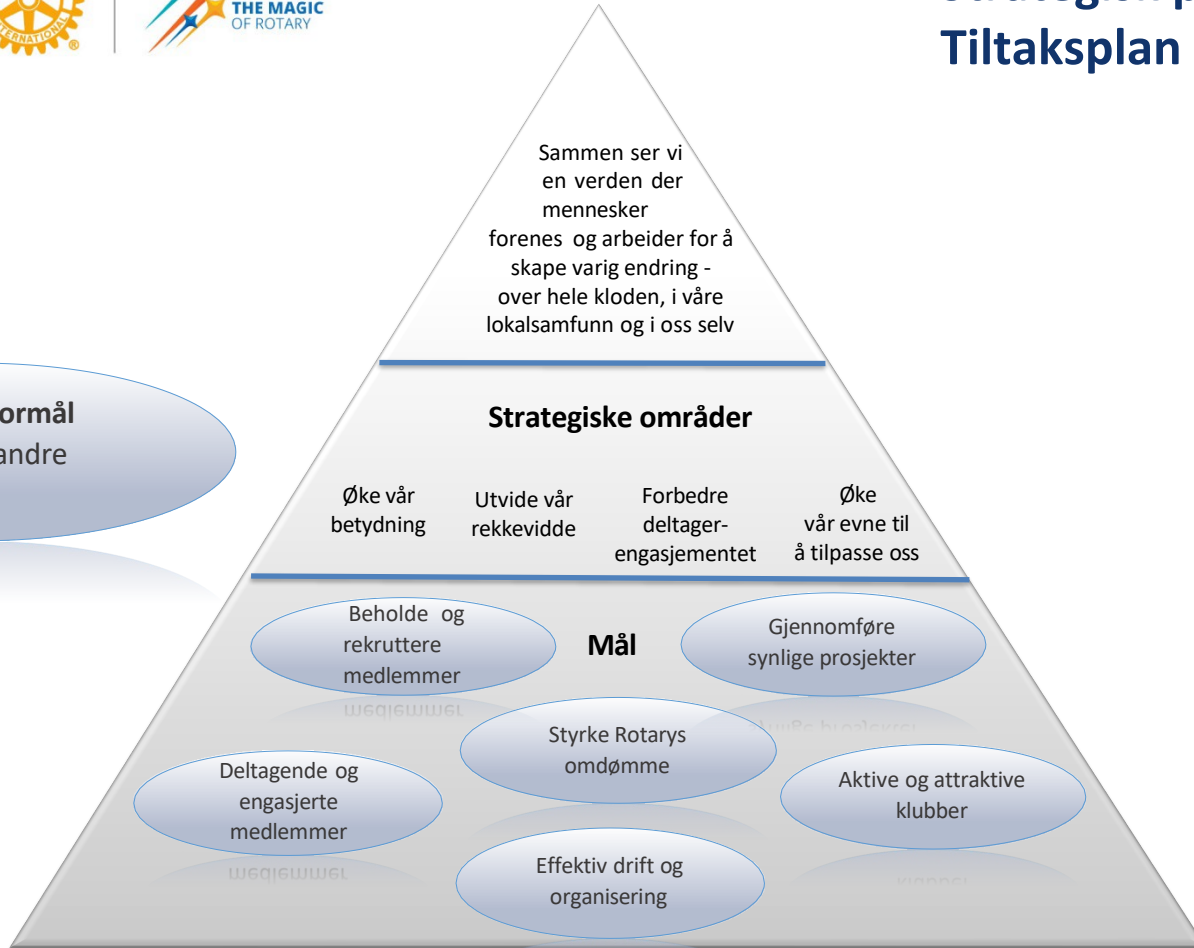 THE MAGIC
OF ROTARY
Tiltaksplan
Sammen ser vi
en verden der
mennesker
forenes og arbeider for å
skape varig endring -
over hele kloden, i våre
lokalsamfunn og i oss selv
andre
Strategiske områder
Øke vår
betydning
Utvide vår
rekkevidde
Forbedre
deltager-
engasjementet
Øke
vår evne til
å tilpasse oss
Beholde og
rekruttere
medlemmer
Mål
Gjennomføre
synlige prosjekter
Styrke Rotarys
omdømme
Deltagende og
engasjerte
medlemmer
Aktive og attraktive
klubber
Effektiv drift og
organisering